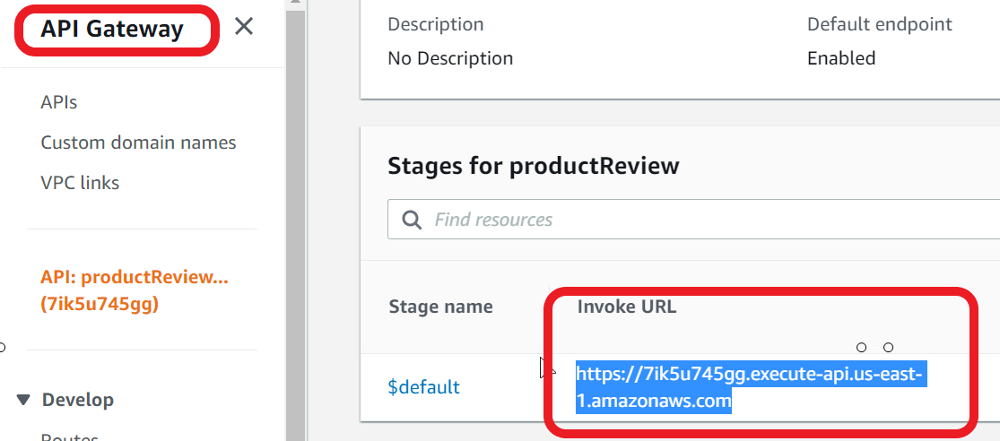 API Gateway
APIs
Custom domain names
VPC links
API: productReview...
(7ik5u745gg)
Develop
Routes
Description
Default endpoint
No Description
Enabled
Stages for productReview
Find resources
Stage name
Invoke URL
$default
https://7ik5u745gg.execute-api.us-east-
1.amazonaws.com